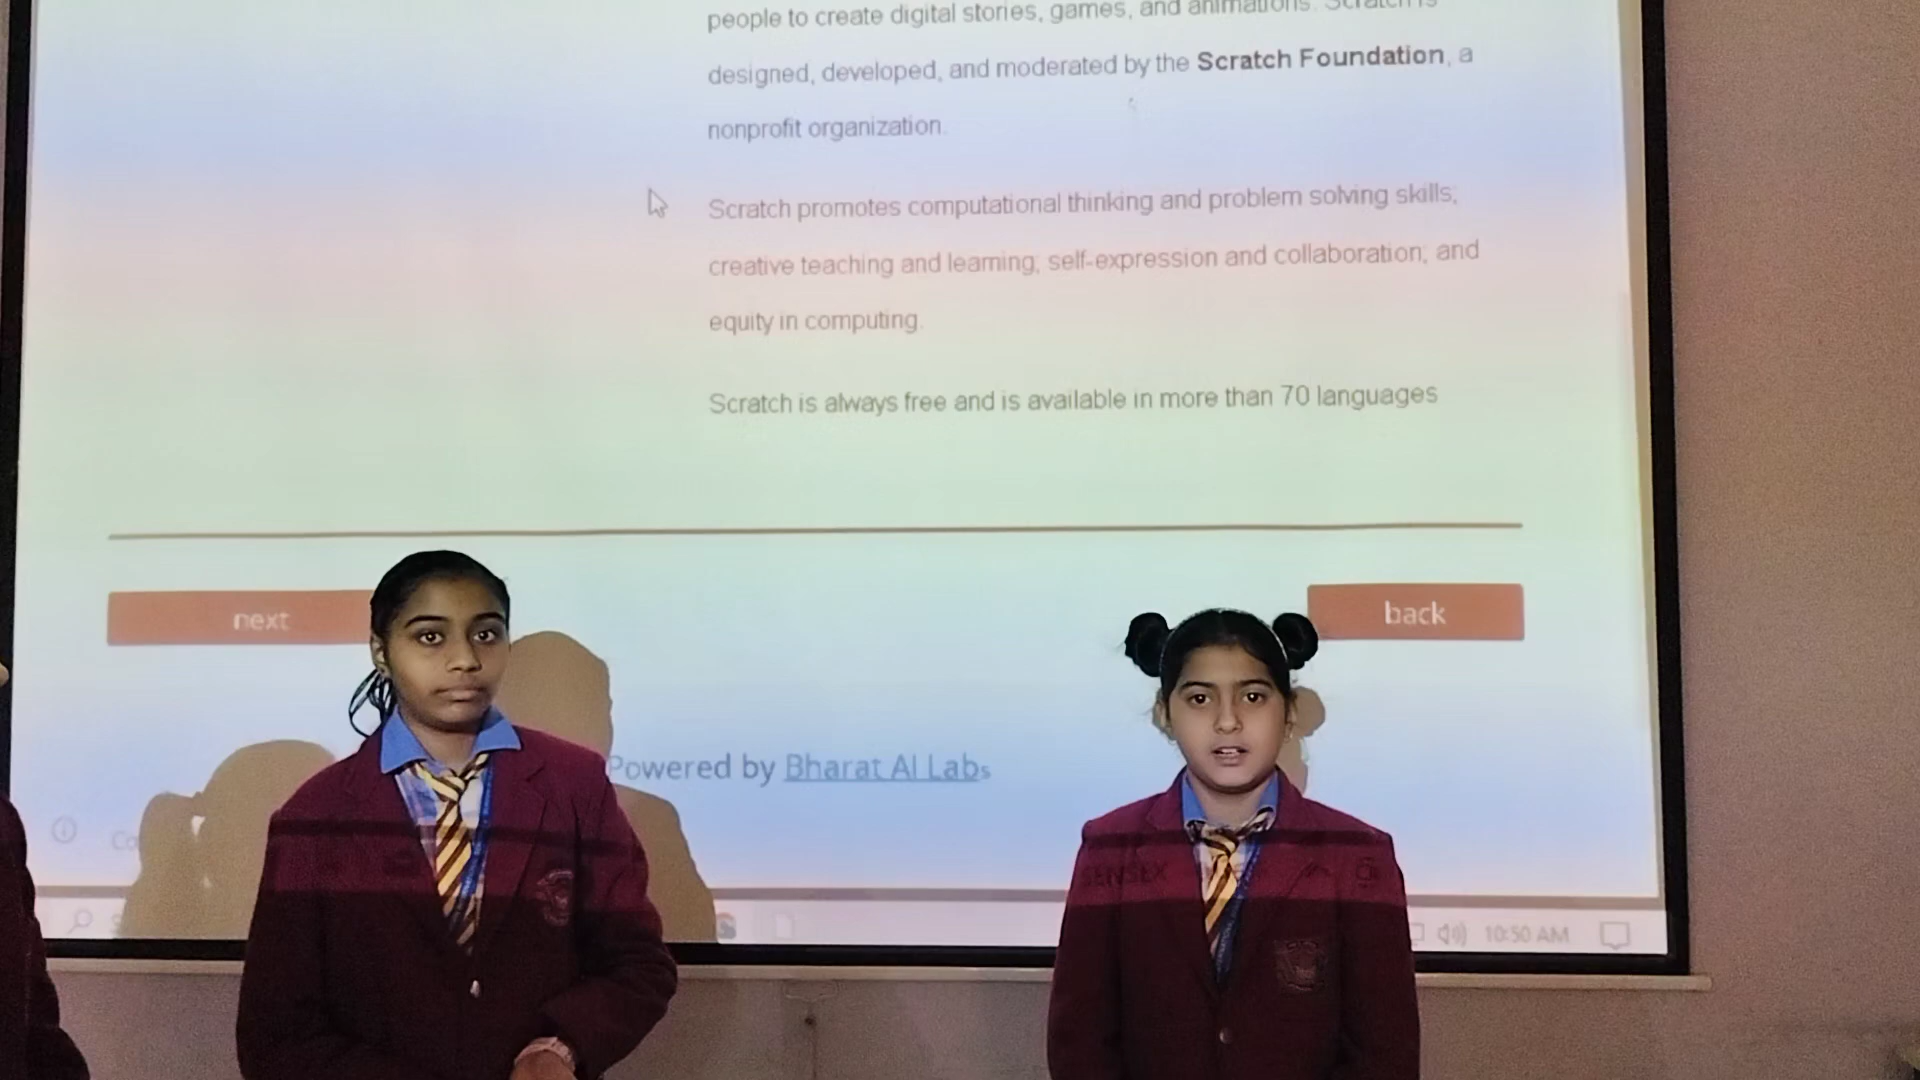 people to create digital stories, games, and animations. Scratch is
designed, developed, and moderated by the Scratch Foundation, a
nonprofit organization.
Scratch promotes computational thinking and problem solving skills;
creative teaching and learning; self-expression and collaboration; and
equity in computing.
Scratch is always free and is available in more than 70 languages
next
back
Powered by Bharat AI Labs
SENSEX
10:50 AM